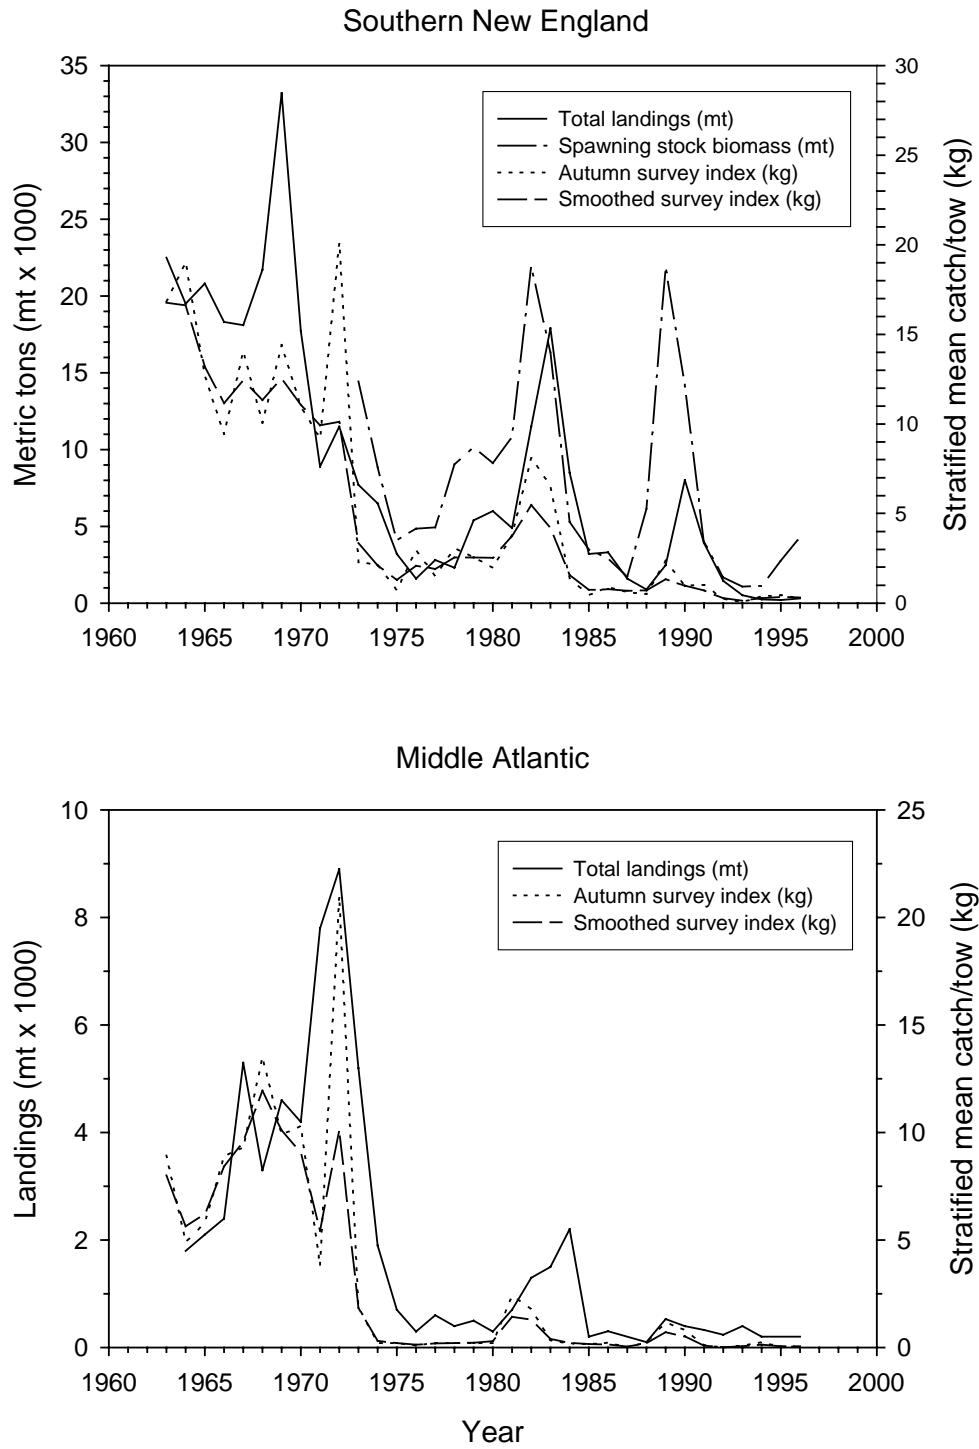 Southern New England
35
30
25
20
15
10
5
0
Metric tons (mt x 1000)
30
25
20
15
10
5
0
Stratified mean catch/tow (kg)
Total landings (mt)
Spawning stock biomass (mt)
Autumn survey index (kg)
Smoothed survey index (kg)
1960 1965 1970 1975 1980 1985 1990 1995 2000
Middle Atlantic
10
8
6
4
2
0
Landings (mt x 1000)
25
20
15
10
5
0
Stratified mean catch/tow (kg)
Total landings (mt)
Autumn survey index (kg)
Smoothed survey index (kg)
1960 1965 1970 1975 1980 1985 1990 1995 2000
Year